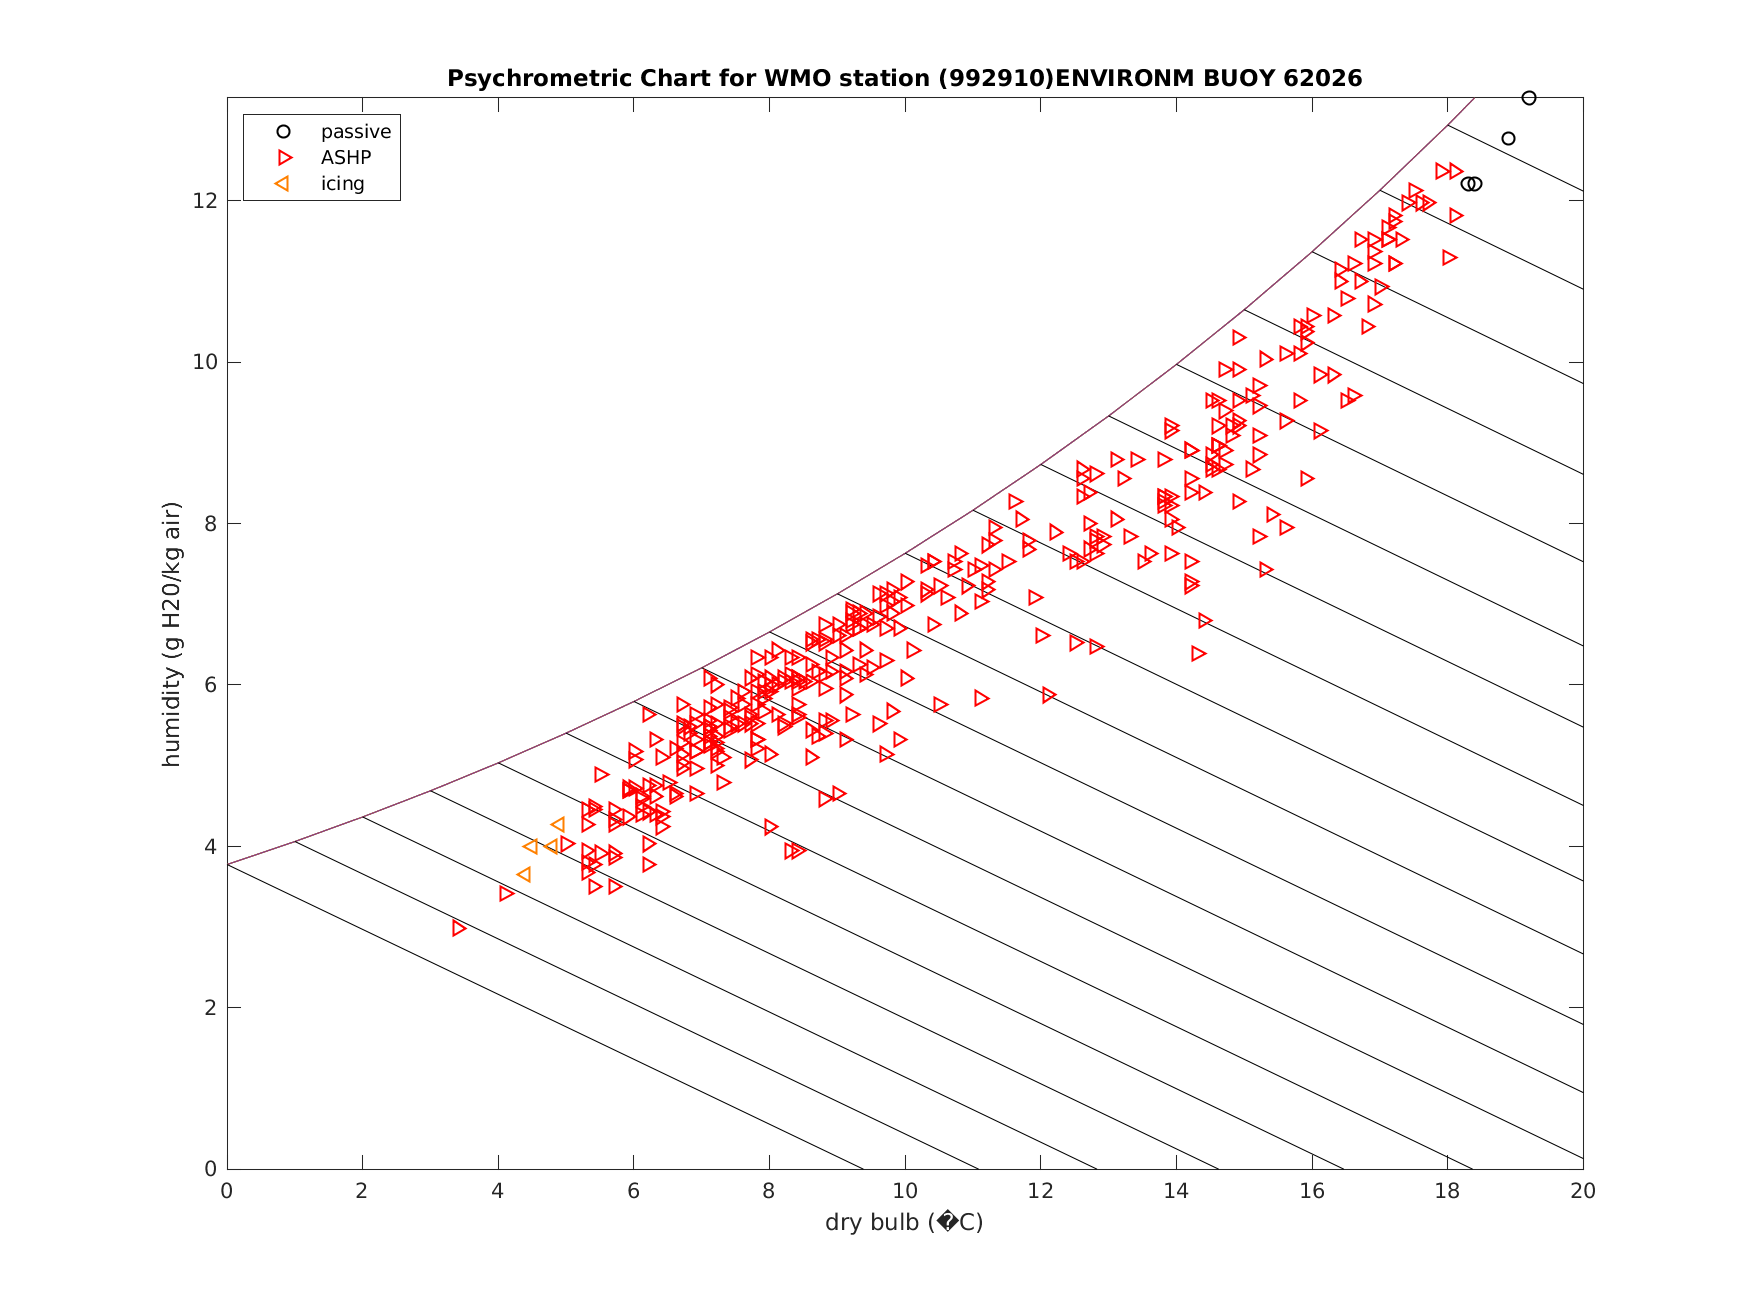 Psychrometric Chart for WMO station (992910)ENVIRONM BUOY 62026
passive
ASHP
icing
12
10
8
6
4
2
0
humidity (g H20/kg air)
0 2 4 6 8 10 12 14 16 18 20
dry bulb (�C)